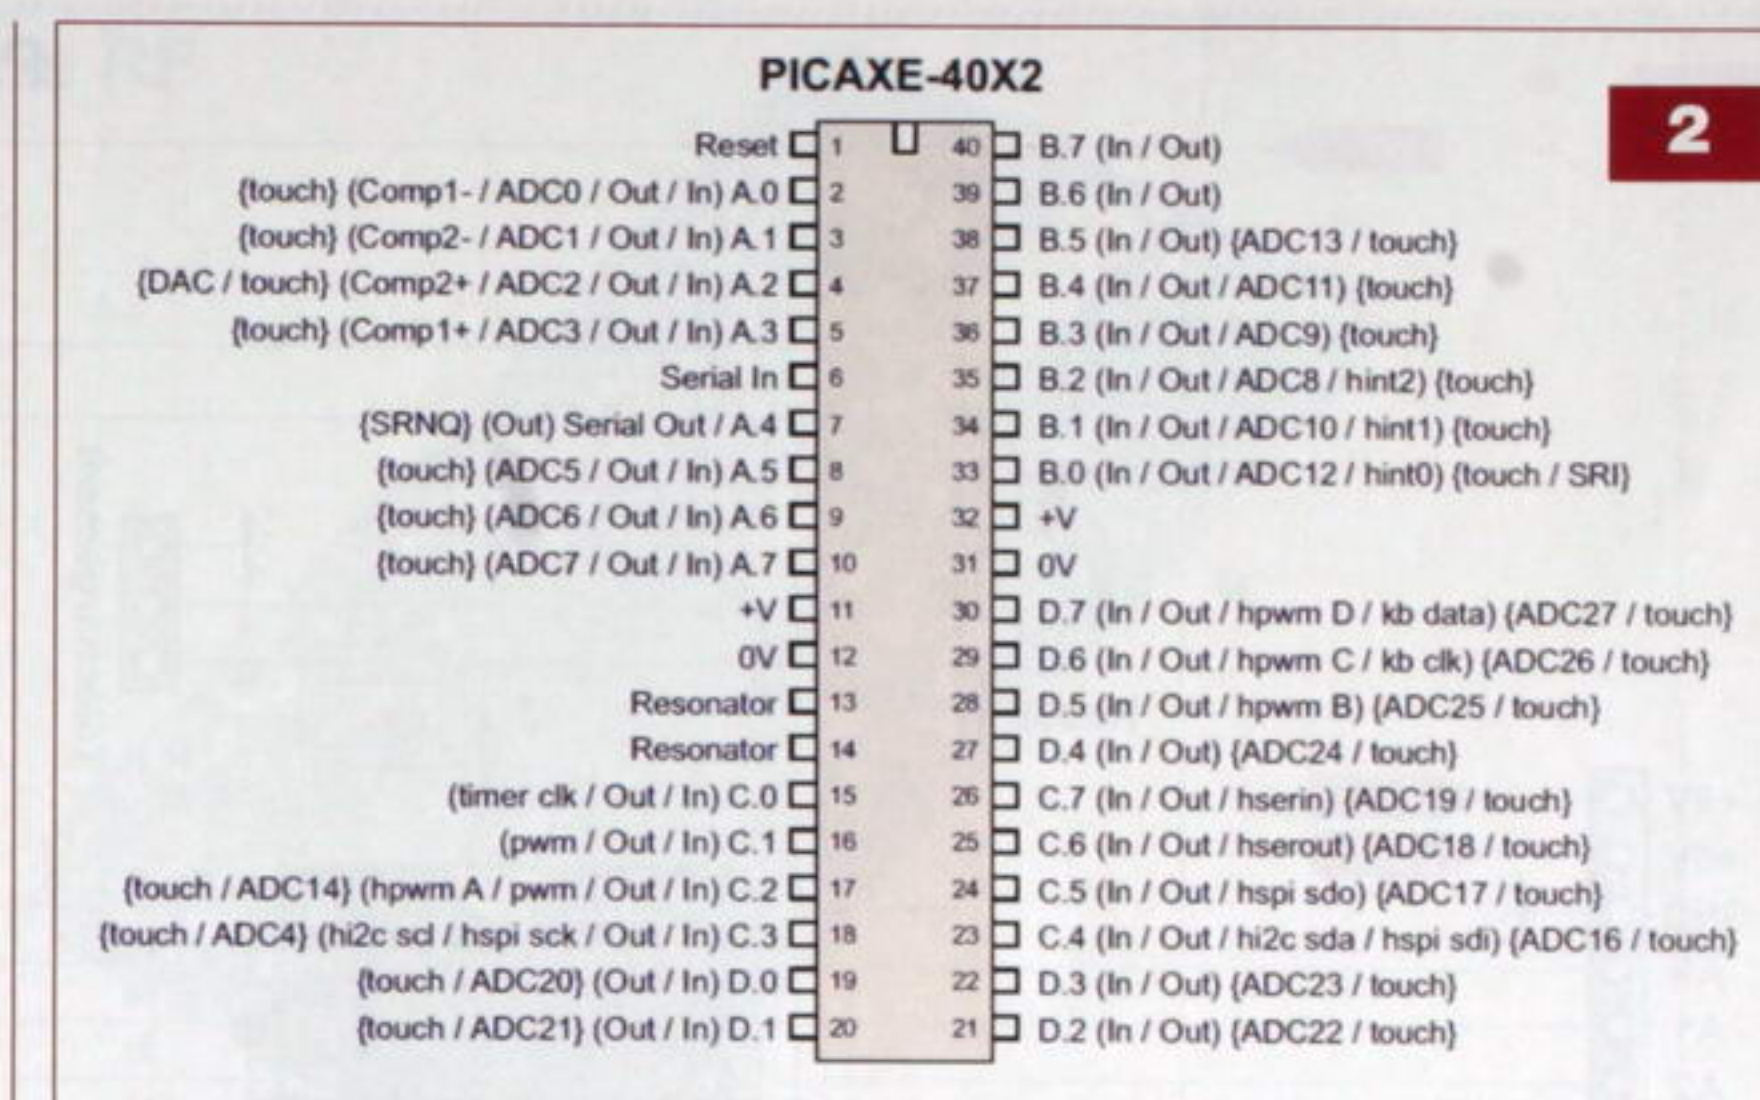 PICAXE-40X2
2
Reset 1
{touch} (Comp1- / ADC0 / Out / In) A.0 2
{touch} (Comp2- / ADC1 / Out / In) A.1 3
{DAC / touch} (Comp2+ / ADC2 / Out / In) A.2 4
{touch} (Comp1+ / ADC3 / Out / In) A.3 5
Serial In 6
{SRNQ} (Out) Serial Out / A.4 7
{touch} (ADC5 / Out / In) A.5 8
{touch} (ADC6 / Out / In) A.6 9
{touch} (ADC7 / Out / In) A.7 10
+V 11
0V 12
Resonator 13
Resonator 14
(timer clk / Out / In) C.0 15
(pwm / Out / In) C.1 16
{touch / ADC14} (hpwm A / pwm / Out / In) C.2 17
{touch / ADC4} (hi2c scl / hspi sck / Out / In) C.3 18
{touch / ADC20} (Out / In) D.0 19
{touch / ADC21} (Out / In) D.1 20
40 B.7 (In / Out)
39 B.6 (In / Out)
38 B.5 (In / Out) {ADC13 / touch}
37 B.4 (In / Out / ADC11) {touch}
36 B.3 (In / Out / ADC9) {touch}
35 B.2 (In / Out / ADC8 / hint2) {touch}
34 B.1 (In / Out / ADC10 / hint1) {touch}
33 B.0 (In / Out / ADC12 / hint0) {touch / SRI}
32 +V
31 0V
30 D.7 (In / Out / hpwm D / kb data) {ADC27 / touch}
29 D.6 (In / Out / hpwm C / kb clk) {ADC26 / touch}
28 D.5 (In / Out / hpwm B) {ADC25 / touch}
27 D.4 (In / Out) {ADC24 / touch}
26 C.7 (In / Out / hserin) {ADC19 / touch}
25 C.6 (In / Out / hserout) {ADC18 / touch}
24 C.5 (In / Out / hspi sdo) {ADC17 / touch}
23 C.4 (In / Out / hi2c sda / hspi sdi) {ADC16 / touch}
22 D.3 (In / Out) {ADC23 / touch}
21 D.2 (In / Out) {ADC22 / touch}